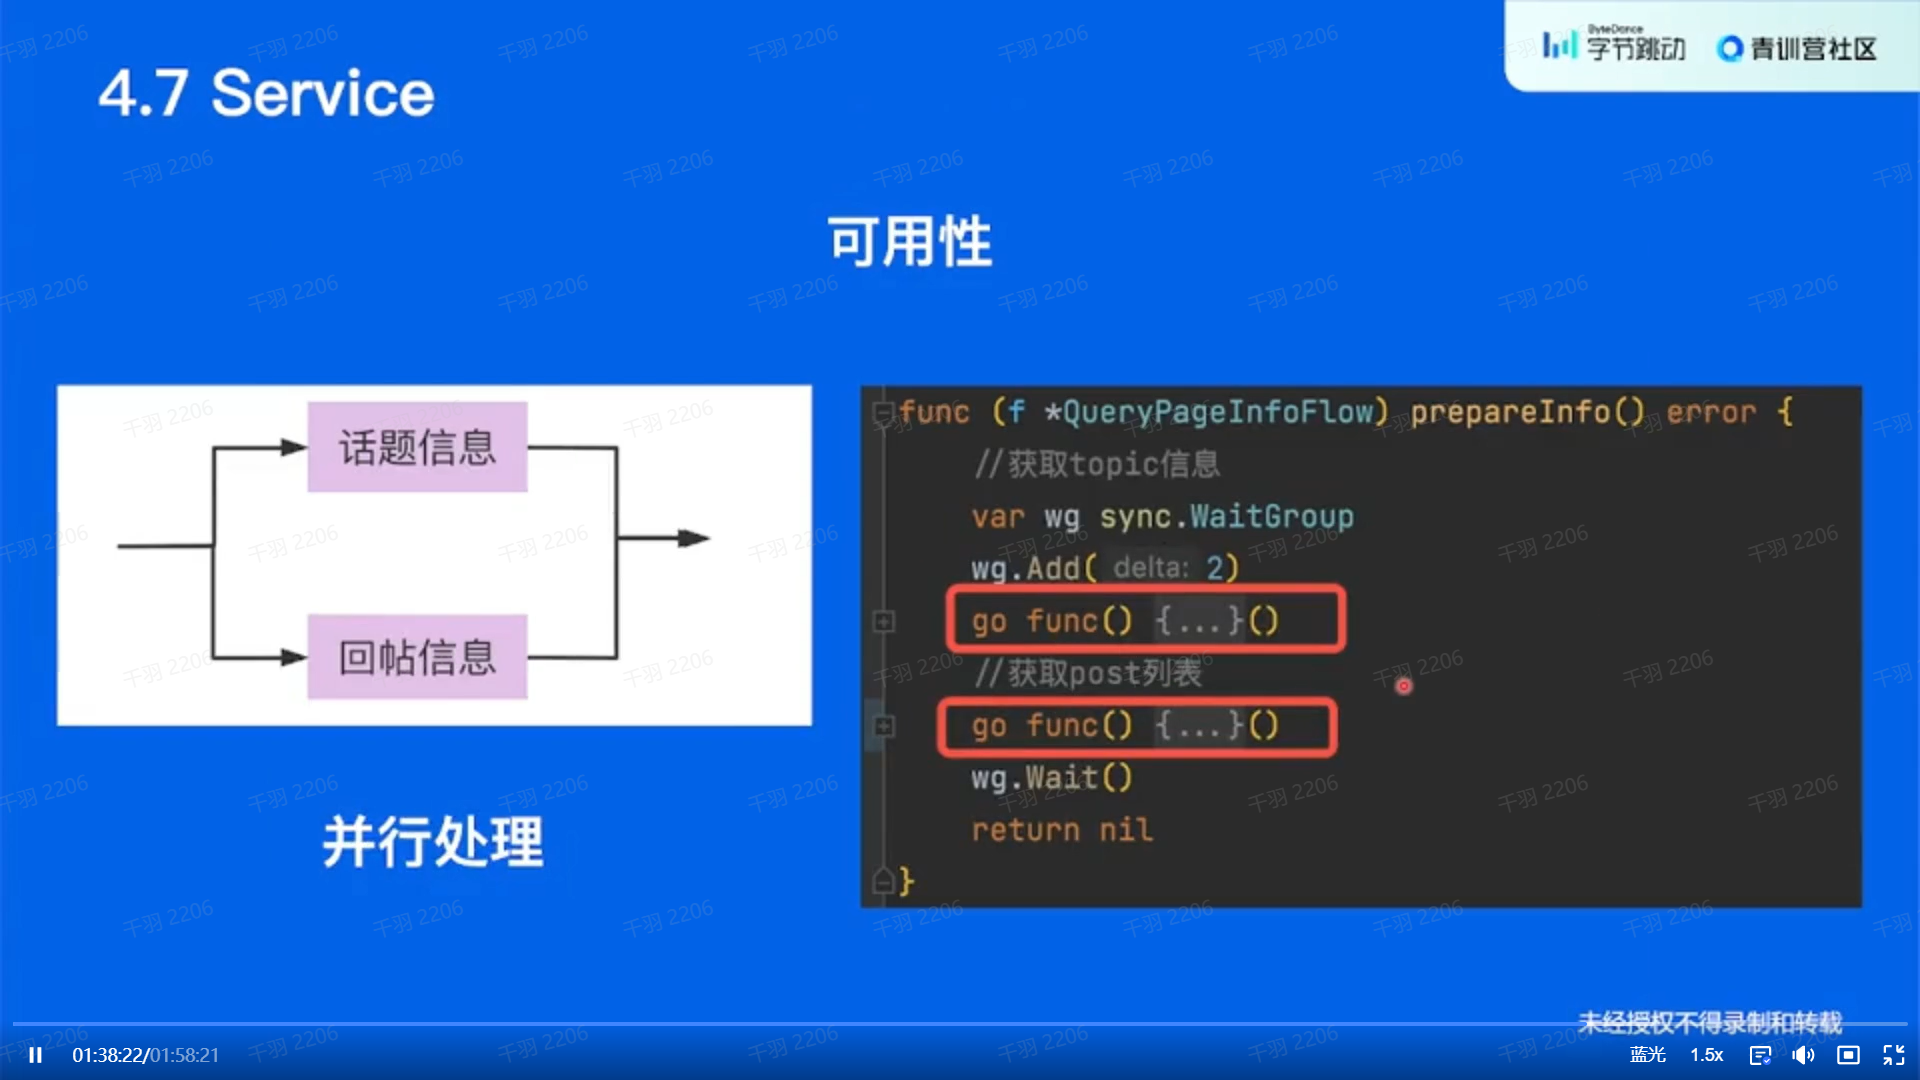 4.7 Service
ByteDance
字节跳动
青训营社区
可用性
话题信息
回帖信息
并行处理
func (f *QueryPageInfoFlow) prepareInfo() error {
//获取topic信息
var wg sync.WaitGroup
wg.Add( delta: 2)
go func() {...}()
//获取post列表
go func() {...}()
wg.Wait()
return nil
}
千羽 2206
未经授权不得录制和转载
01:38:22/01:58:21
蓝光
1.5x